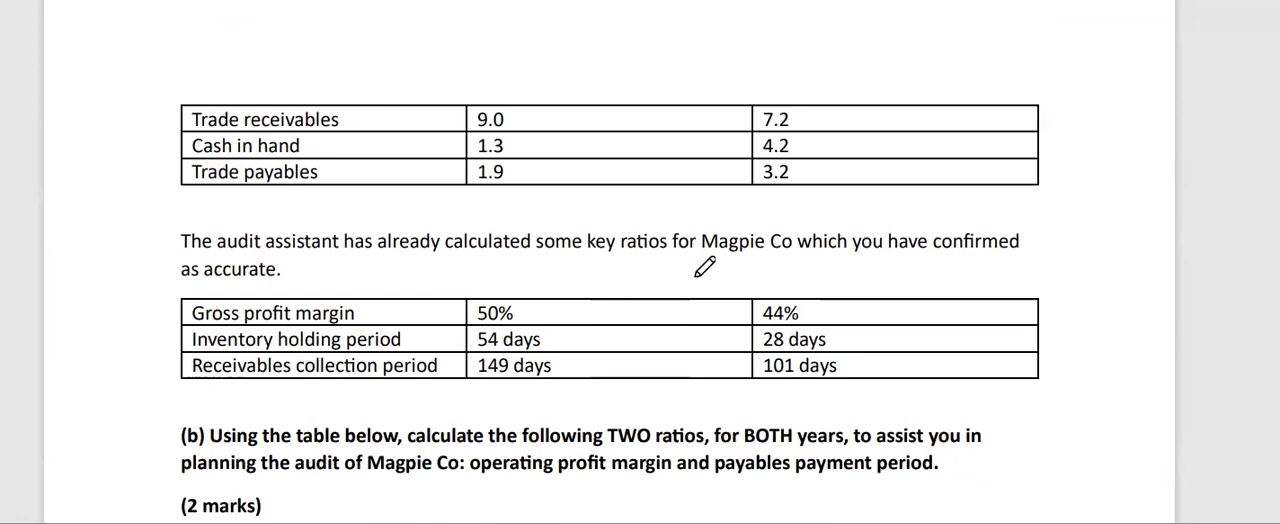 Trade receivables 9.0 7.2
Cash in hand 1.3 4.2
Trade payables 1.9 3.2
The audit assistant has already calculated some key ratios for Magpie Co which you have confirmed
as accurate.
Gross profit margin 50% 44%
Inventory holding period 54 days 28 days
Receivables collection period 149 days 101 days
(b) Using the table below, calculate the following TWO ratios, for BOTH years, to assist you in
planning the audit of Magpie Co: operating profit margin and payables payment period.
(2 marks)